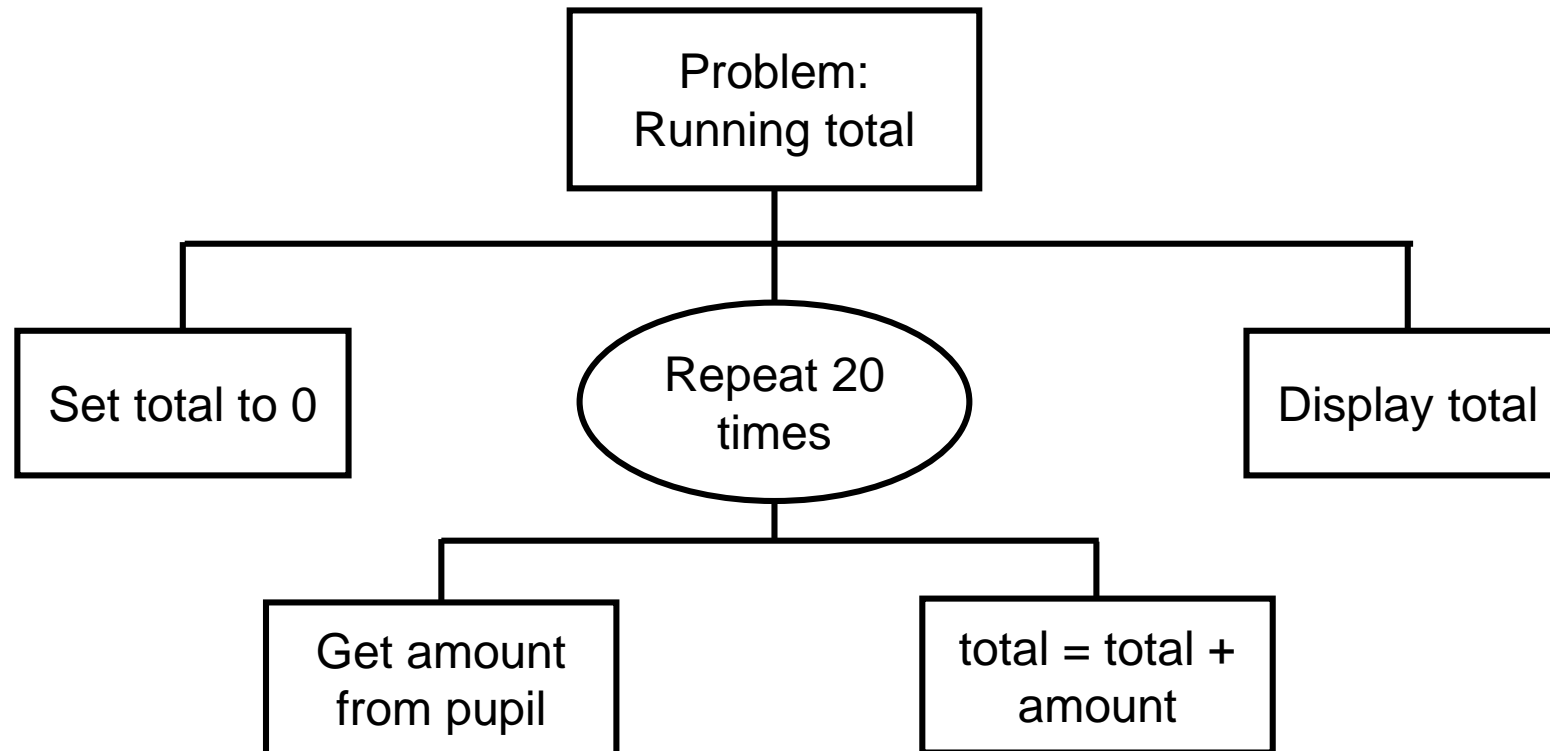 Problem:
Running total
Set total to 0
Repeat 20
times
Display total
Get amount
from pupil
total = total +
amount